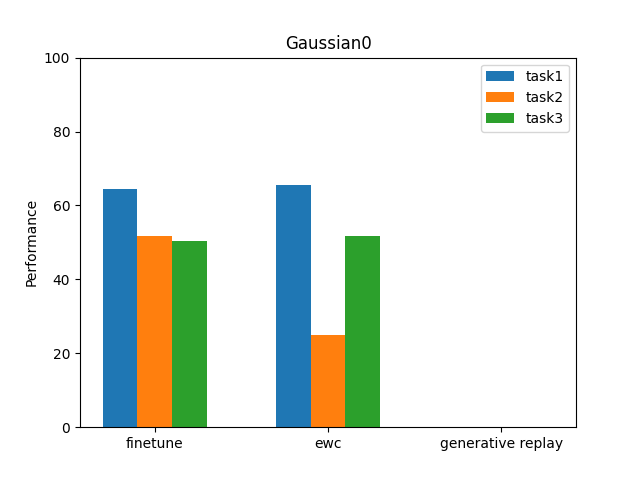 Gaussian0
100
80
60
40
20
0
Performance
task1
task2
task3
finetune
ewc
generative replay